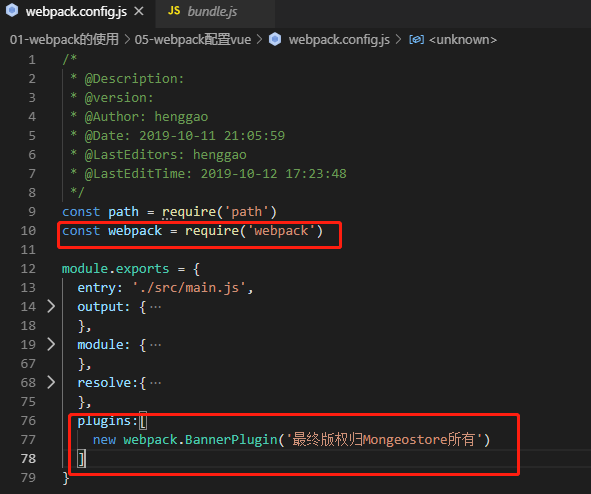 webpack.config.js ×
JS bundle.js
01-webpack的使用 > 05-webpack配置vue > webpack.config.js > <unknown>
1 /*
2 * @Description:
3 * @version:
4 * @Author: henggao
5 * @Date: 2019-10-11 21:05:59
6 * @LastEditors: henggao
7 * @LastEditTime: 2019-10-12 17:23:48
8 */
9 const path = require('path')
10 const webpack = require('webpack')
11
12 module.exports = {
13 entry: './src/main.js',
14 > output: {···
18 },
19 > module: {···
67 },
68 > resolve:{···
75 },
76 plugins:[
77 new webpack.BannerPlugin('最终版权归Mongeostore所有')
78 ]
79 }